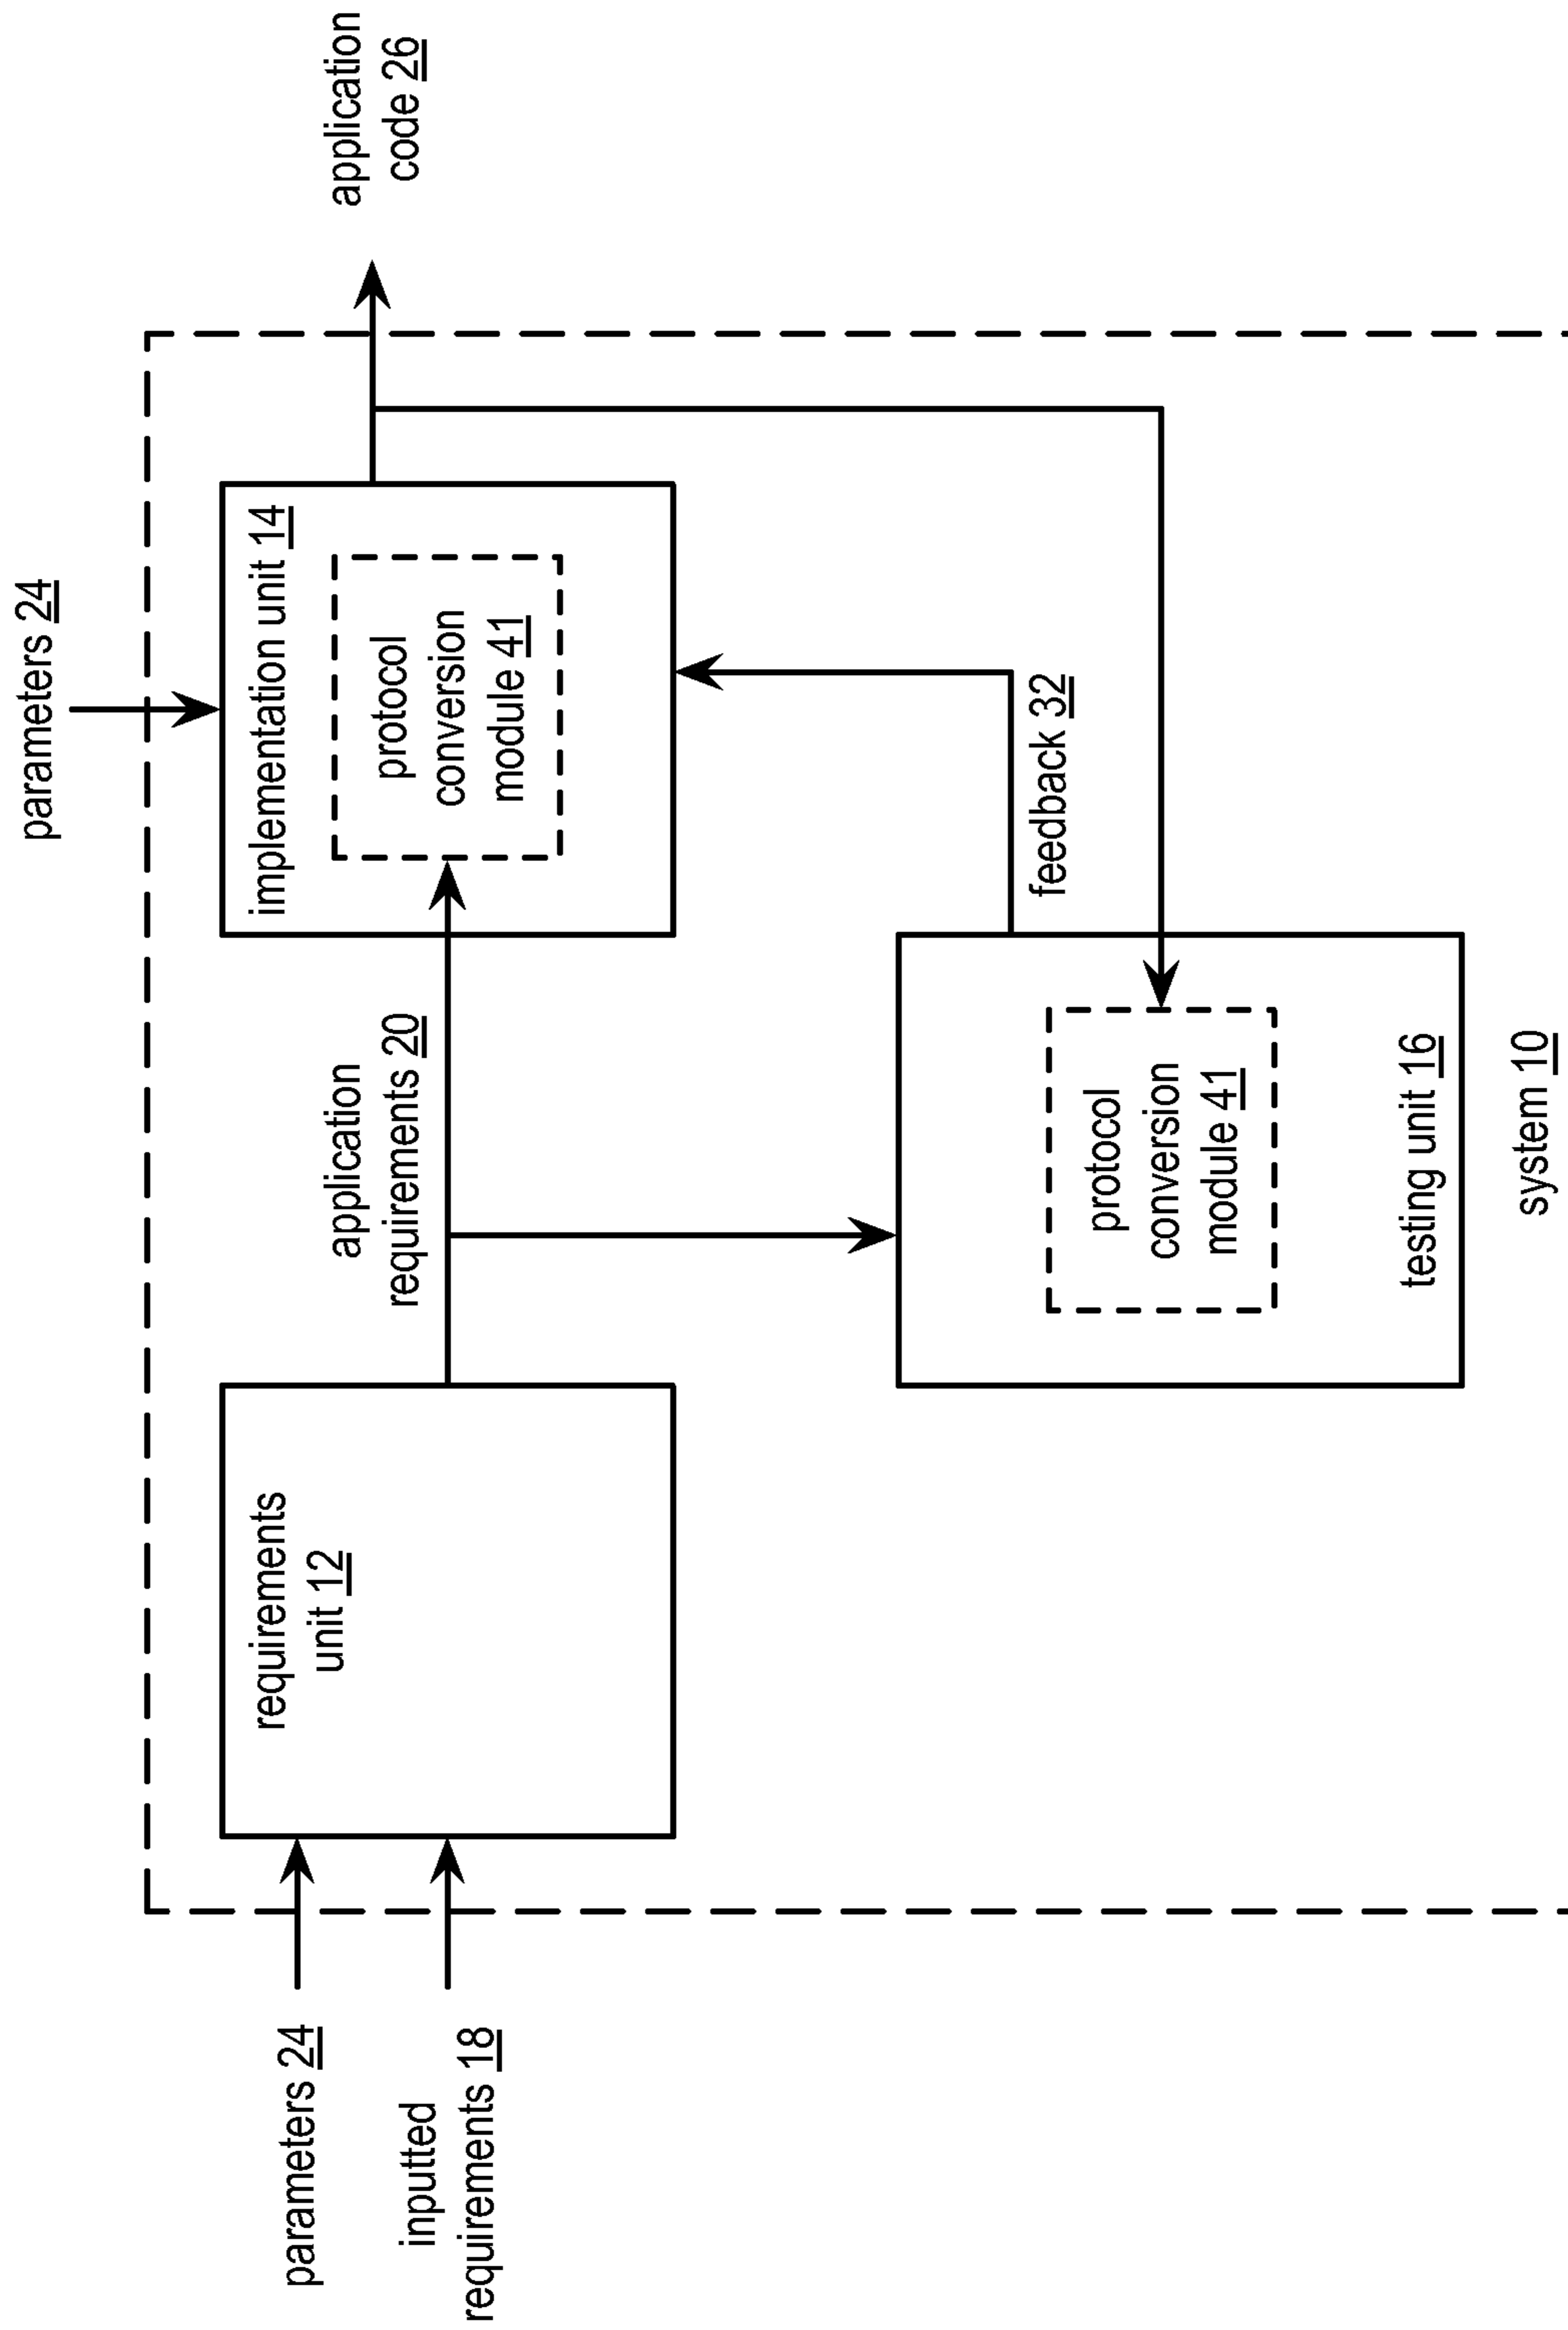 parameters 24
application
code 26
implementation unit 14
protocol
conversion
module 41
application
requirements 20
requirements
unit 12
parameters 24
inputted
requirements 18
feedback 32
protocol
conversion
module 41
testing unit 16
system 10